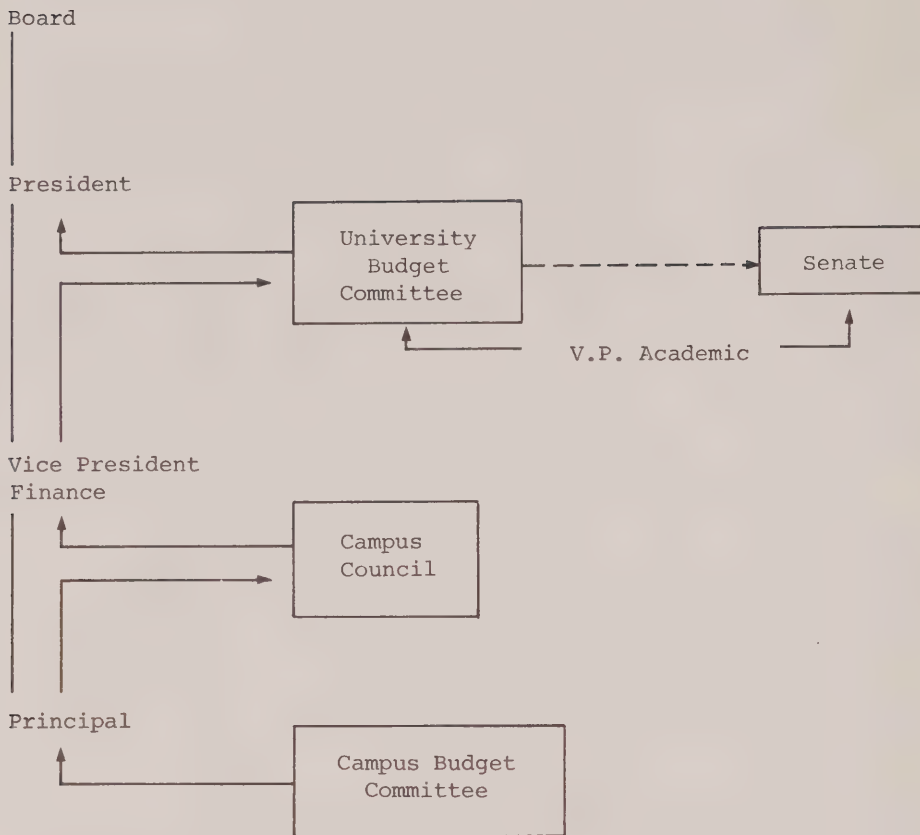 Board
President
University
Budget
Committee
Senate
V.P. Academic
Vice President
Finance
Campus
Council
Principal
Campus Budget
Committee